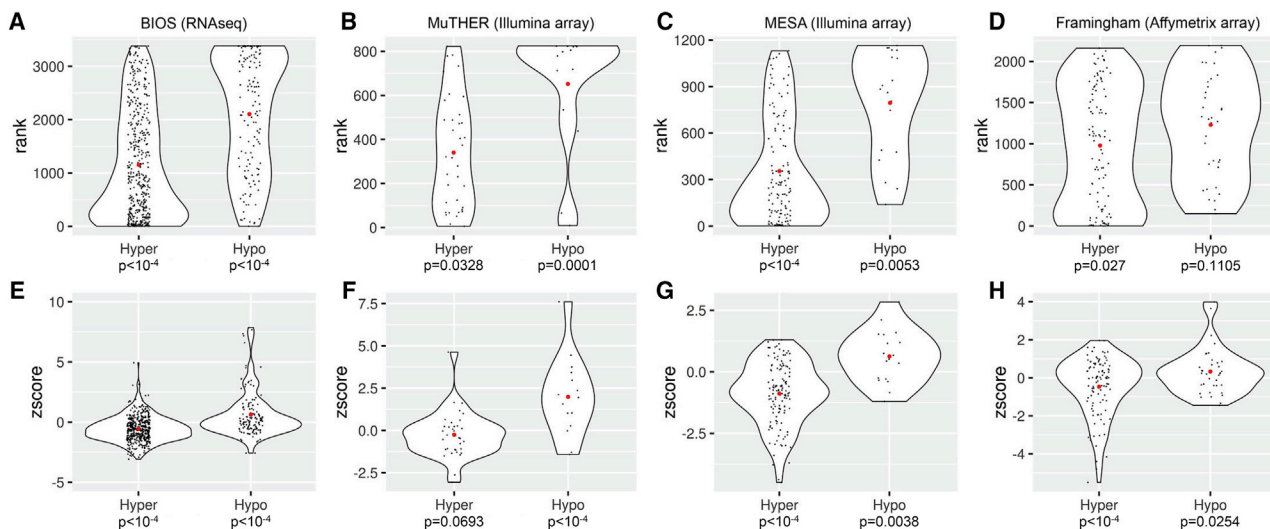 A BIOS (RNAseq)
rank
3000
2000
1000
0
Hyper Hypo
p<10-4 p<10-4
B MuTHER (Illumina array)
rank
800
600
400
200
0
Hyper Hypo
p=0.0328 p=0.0001
C MESA (Illumina array)
rank
1200
900
600
300
0
Hyper Hypo
p<10-4 p=0.0053
D Framingham (Affymetrix array)
rank
2000
1500
1000
500
0
Hyper Hypo
p=0.027 p=0.1105
E
zscore
10
5
0
-5
Hyper Hypo
p<10-4 p<10-4
F
zscore
7.5
5.0
2.5
0.0
-2.5
Hyper Hypo
p=0.0693 p<10-4
G
zscore
2.5
0.0
-2.5
Hyper Hypo
p<10-4 p=0.0038
H
zscore
4
2
0
-2
-4
Hyper Hypo
p<10-4 p=0.0254